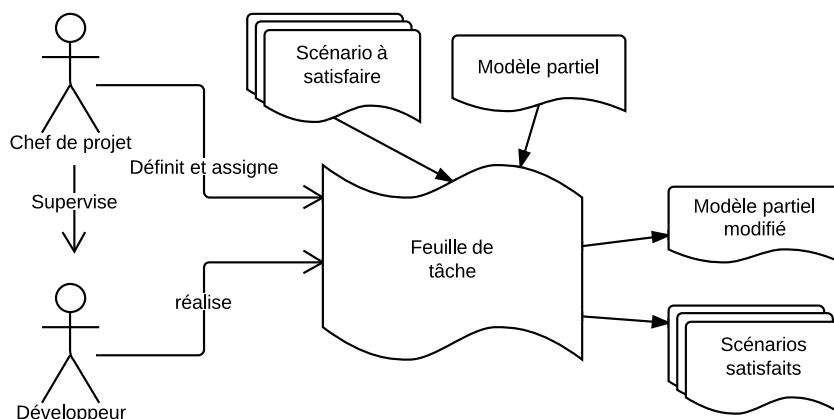 Scénario à
satisfaire
Modèle partiel
Chef de projet
Définit et assigne
Supervise
Modèle partiel
modifié
Feuille de
tâche
réalise
Scénarios
satisfaits
Développeur